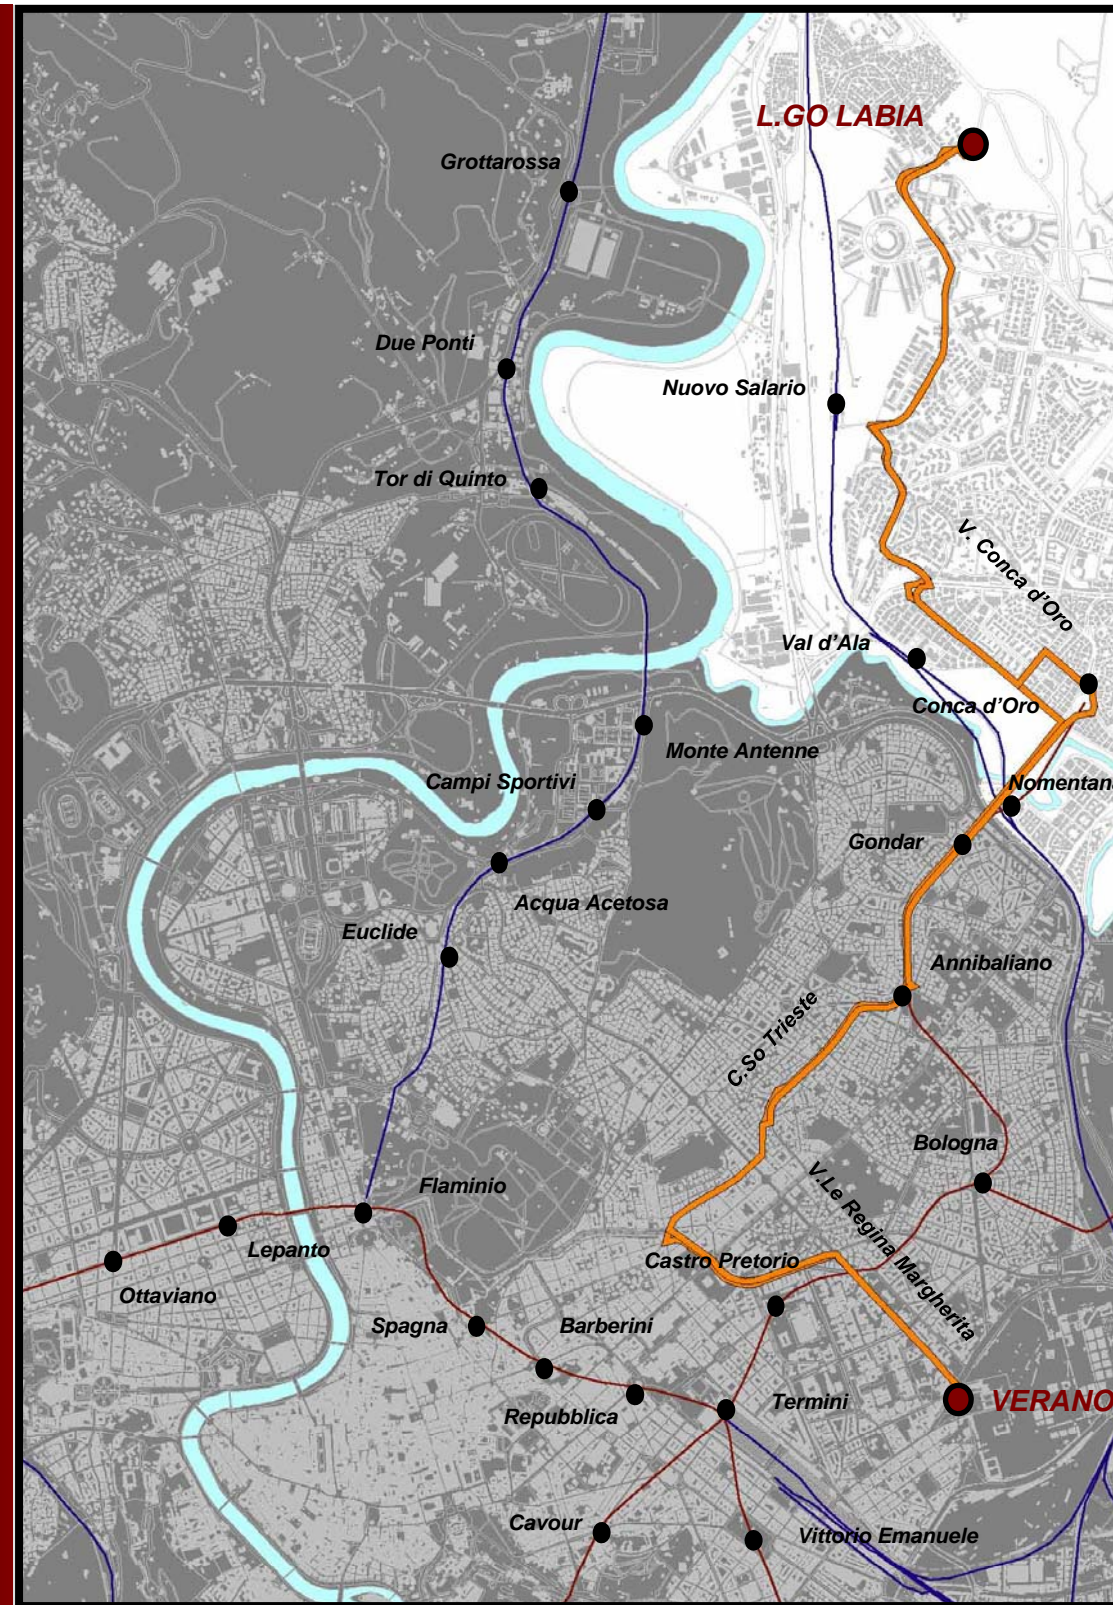 L.GO LABIA
Grottarossa
Due Ponti
Nuovo Salario
Tor di Quinto
V. Conca d'Oro
Val d'Ala
Conca d'Oro
Monte Antenne
Campi Sportivi
Nomentana
Gondar
Acqua Acetosa
Euclide
Annibaliano
C.So Trieste
Bologna
Flaminio
V.Le Regina Margherita
Lepanto
Castro Pretorio
Ottaviano
Spagna
Barberini
Termini
VERANO
Repubblica
Cavour
Vittorio Emanuele